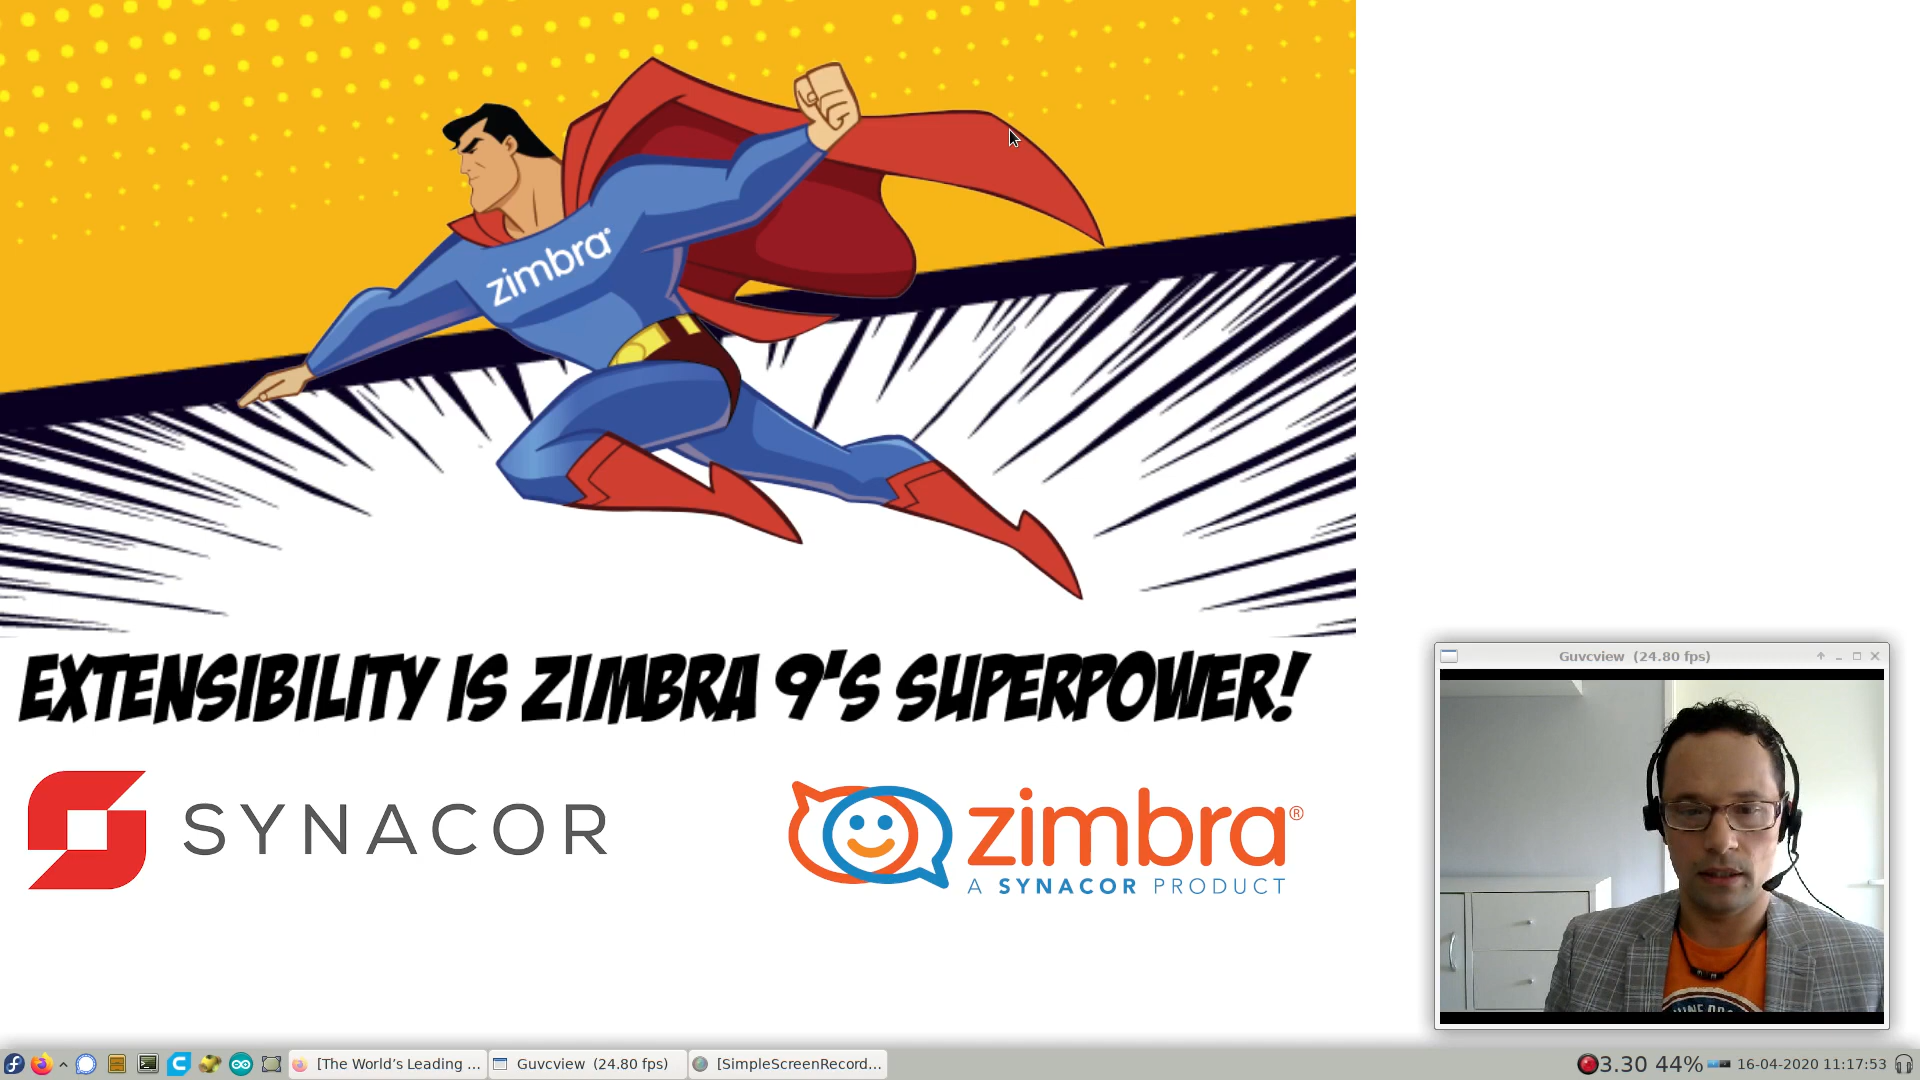 zimbra
EXTENSIBILITY IS ZIMBRA 9'S SUPERPOWER!
SYNACOR
zimbra®
A SYNACOR PRODUCT
Guvcview (24.80 fps)
[The World's Leading ...
Guvcview (24.80 fps)
[SimpleScreenRecord...
3.30 44%
16-04-2020 11:17:53